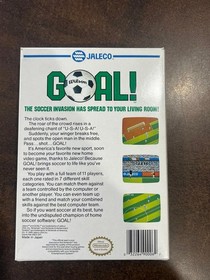 JALECO
GOAL!
Wilson
THE SOCCER INVASION HAS SPREAD TO YOUR LIVING ROOM!
The clock ticks down.
The roar of the crowd rises in a
deafening chant of "U-S-A! U-S-A!"
Suddenly, your winger breaks free,
and spots the open man in the middle.
Pass... shot... GOAL!
It's America's favorite new sport, soon
to become your favorite new home
video game, thanks to Jaleco! Because
GOAL! brings soccer to life like you've
never seen it.
You play with a full team of 11 players,
each one rated in 7 different skill
categories. You can match them against
a team controlled by the computer or by
another player. You can even team up
with a friend and match your combined
skills against the best computer team.
So if you want soccer at its best, tune
into the undisputed champion of home
soccer software: GOAL!